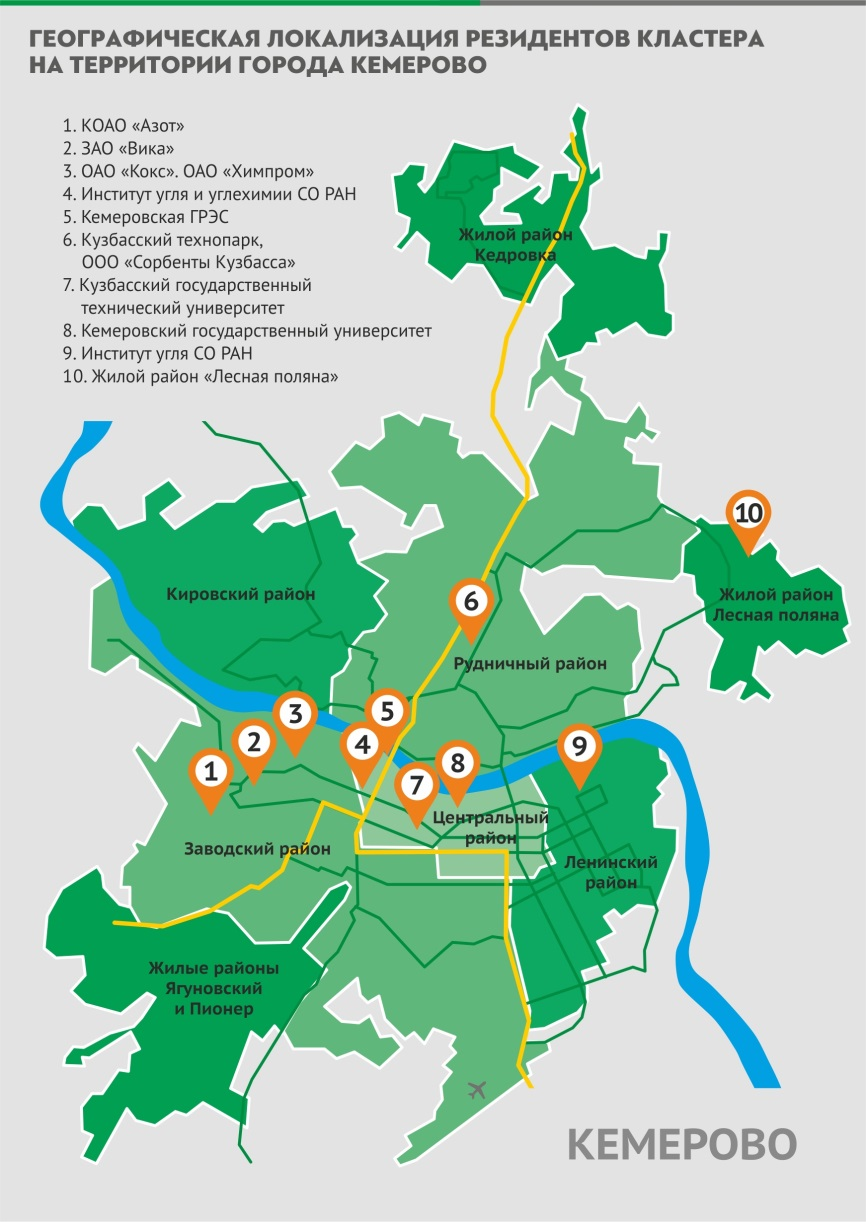 ГЕОГРАФИЧЕСКАЯ ЛОКАЛИЗАЦИЯ РЕЗИДЕНТОВ КЛАСТЕРА
НА ТЕРРИТОРИИ ГОРОДА КЕМЕРОВО
1. КОАО «Азот»
2. ЗАО «Вика»
3. ОАО «Кокс». ОАО «Химпром»
4. Институт угля и углехимии СО РАН
5. Кемеровская ГРЭС
6. Кузбасский технопарк,
ООО «Сорбенты Кузбасса»
7. Кузбасский государственный
технический университет
8. Кемеровский государственный университет
9. Институт угля СО РАН
10. Жилой район «Лесная поляна»
Жилой район
Кедровка
10
Кировский район
Жилой район
Лесная поляна
6
Рудничный район
5
3
4
2
9
1
8
7
Центральный
район
Заводский район
Ленинский
район
Жилые районы
Ягуновский
и Пионер
КЕМЕРОВО